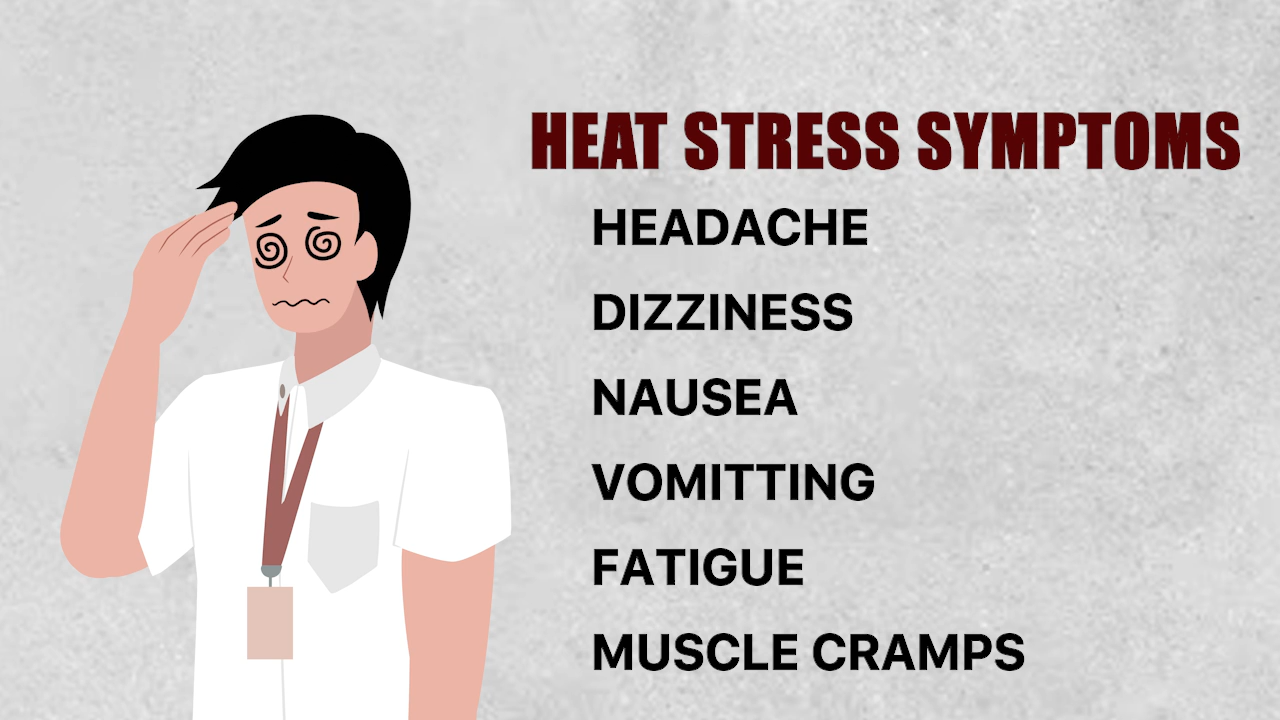 HEAT STRESS SYMPTOMS
HEADACHE
DIZZINESS
NAUSEA
VOMITTING
FATIGUE
MUSCLE CRAMPS